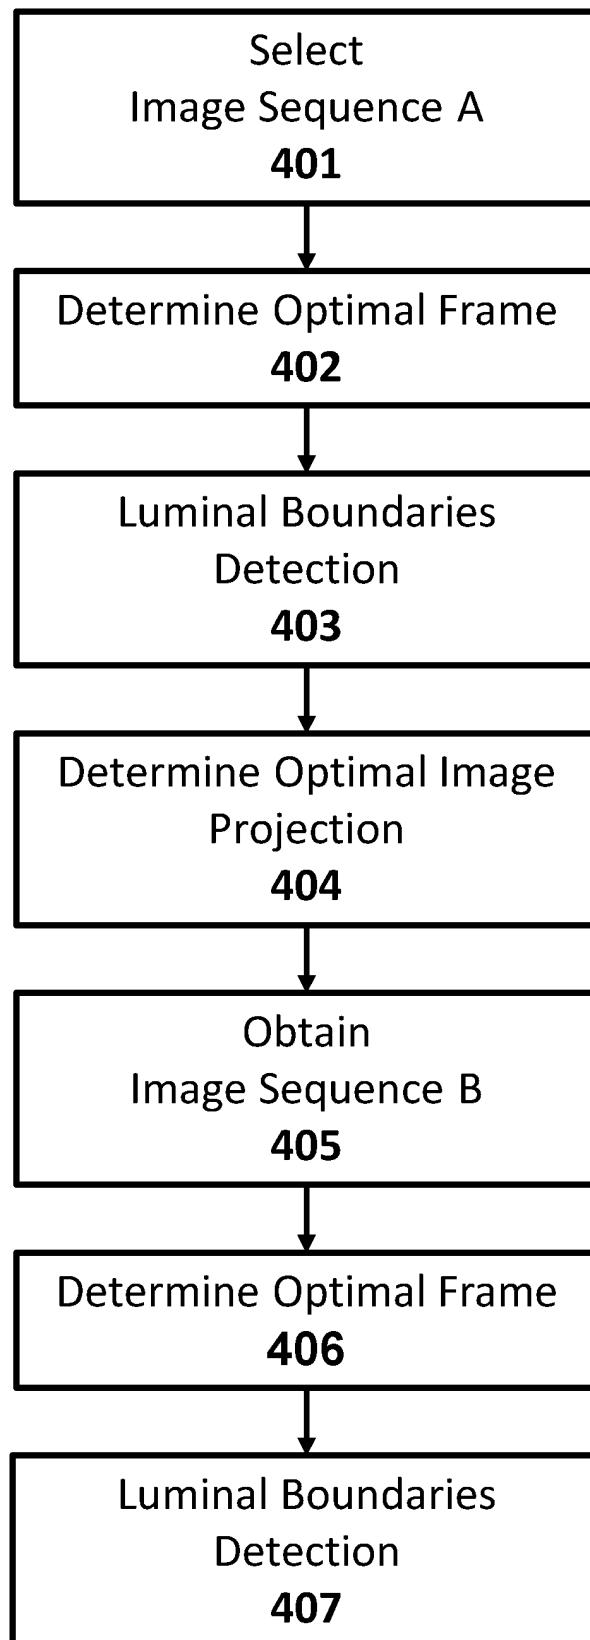 Select
Image Sequence A
401
Determine Optimal Frame
402
Luminal Boundaries
Detection
403
Determine Optimal Image
Projection
404
Obtain
Image Sequence B
405
Determine Optimal Frame
406
Luminal Boundaries
Detection
407